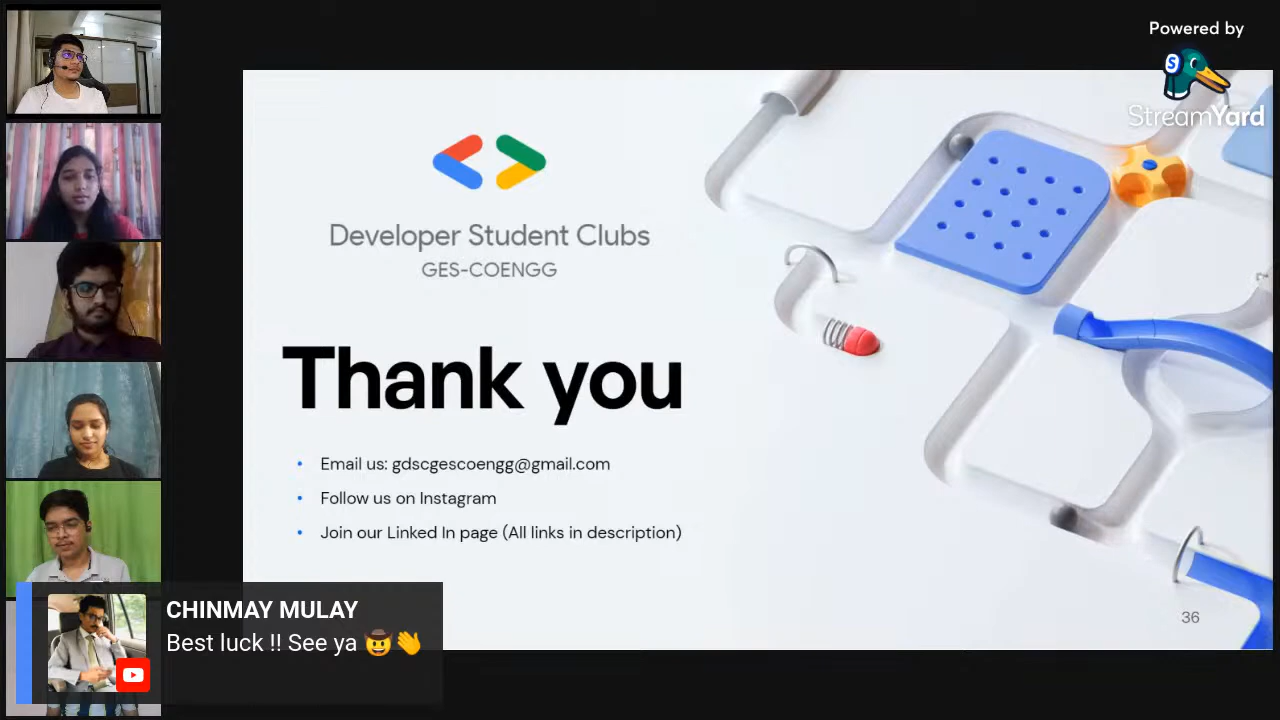 Powered by
S
StreamYard
Developer Student Clubs
GES-COENGG
Thank you
• Email us: gdscgescoengg@gmail.com
• Follow us on Instagram
• Join our Linked In page (All links in description)
36
CHINMAY MULAY
Best luck !! See ya 🤠👋